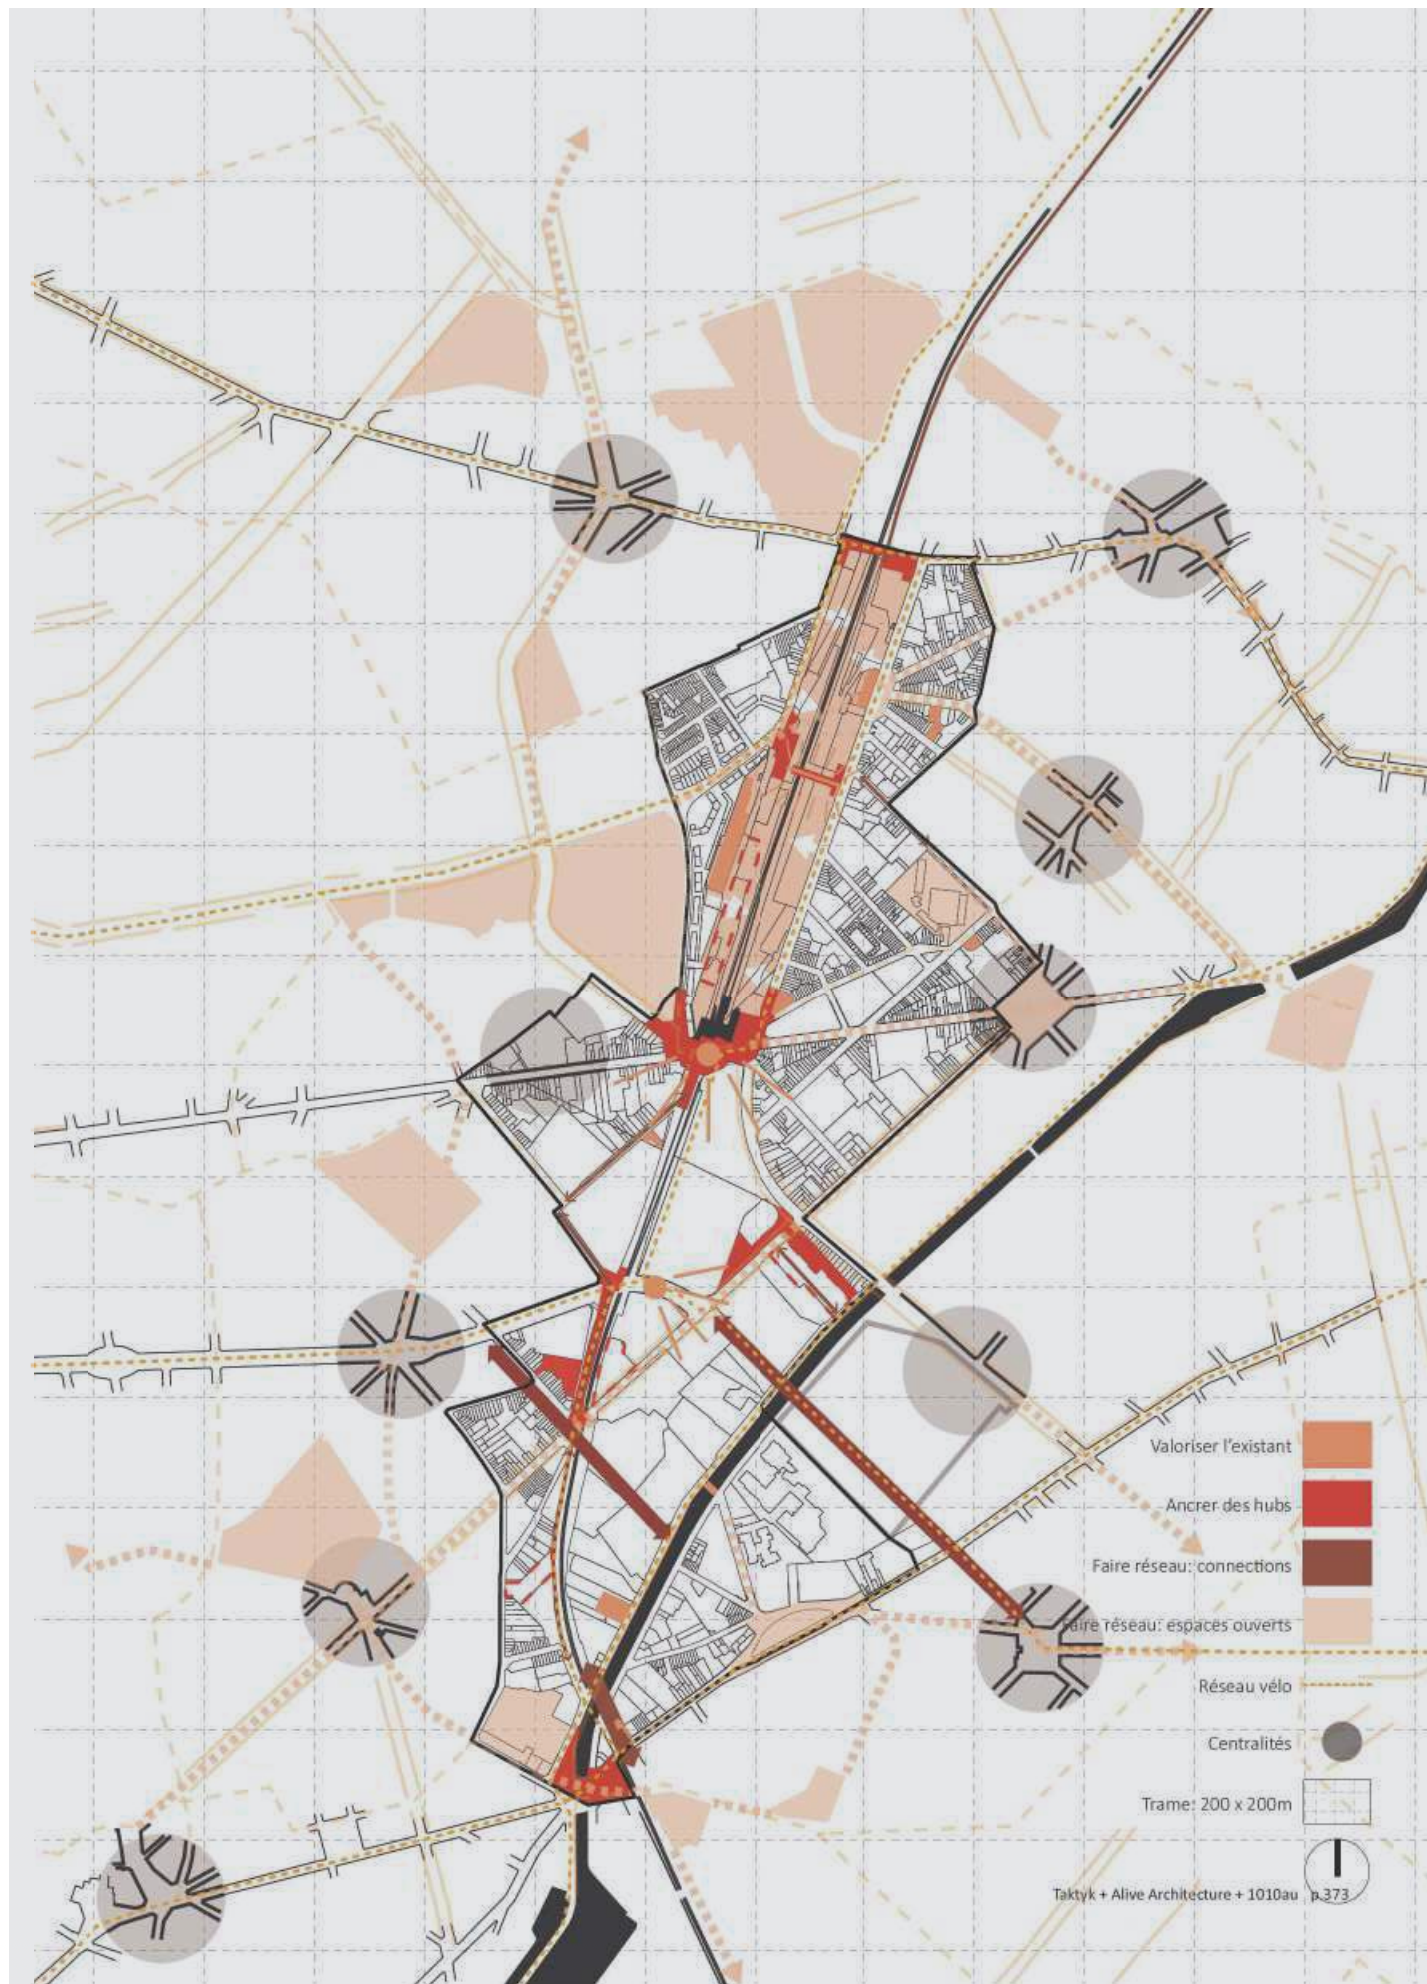 Valoriser l'existant
Ancrer des hubs
Faire réseau: connections
Faire réseau: espaces ouverts
Réseau vélo
Centralités
Trame: 200 x 200m
Taktyk + Alive Architecture + 1010au p.373